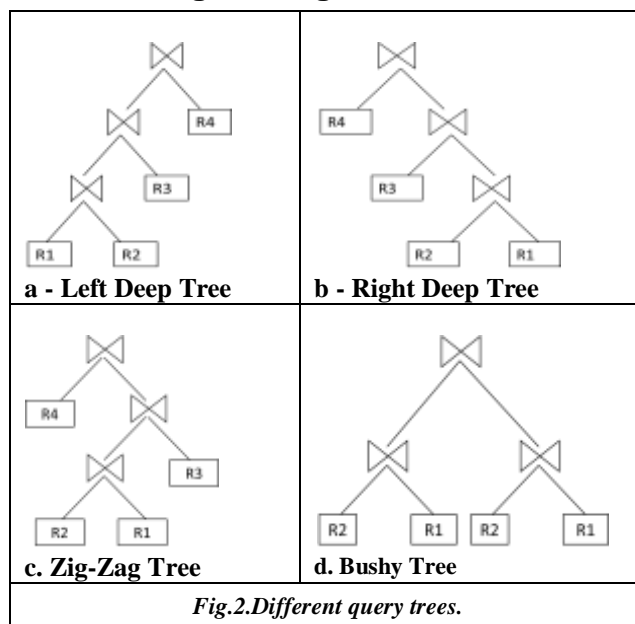 R4
R3
R1 R2
a - Left Deep Tree
R4
R3
R2 R1
b - Right Deep Tree
R4
R3
R2 R1
c. Zig-Zag Tree
R2 R1 R2 R1
d. Bushy Tree
Fig.2.Different query trees.